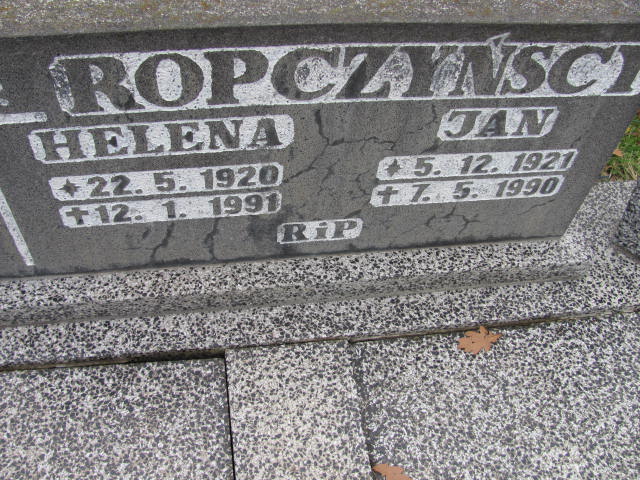 ROPCZYŃSCY
HELENA
* 22. 5. 1920
✝ 12. 1. 1991
JAN
* 5. 12. 1921
✝ 7. 5. 1990
RiP